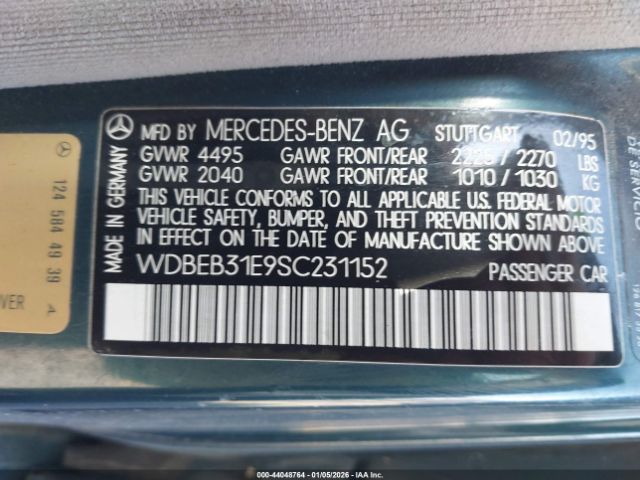 MFD BY MERCEDES-BENZ AG STUTTGART 02/95
GVWR 4495 GAWR FRONT/REAR 2225 / 2270 LBS
GVWR 2040 GAWR FRONT/REAR 1010 / 1030 KG
THIS VEHICLE CONFORMS TO ALL APPLICABLE U.S. FEDERAL MOTOR
VEHICLE SAFETY, BUMPER, AND THEFT PREVENTION STANDARDS
IN EFFECT ON THE DATE OF MANUFACTURE SHOWN ABOVE.
WDBEB31E9SC231152 PASSENGER CAR
MADE IN GERMANY
124 584 49 39 A
DE SERVICIO
IAA - 44048764 - 01/05/2026 - IAAI, Inc.